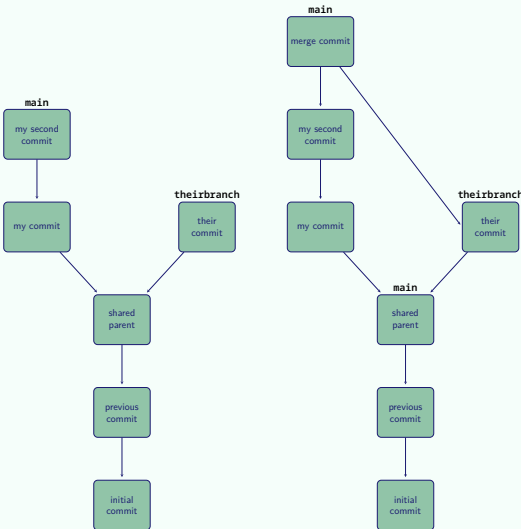 main
my second
commit
my commit
theirbranch
their
commit
shared
parent
previous
commit
initial
commit
main
merge commit
my second
commit
my commit
theirbranch
their
commit
main
shared
parent
previous
commit
initial
commit